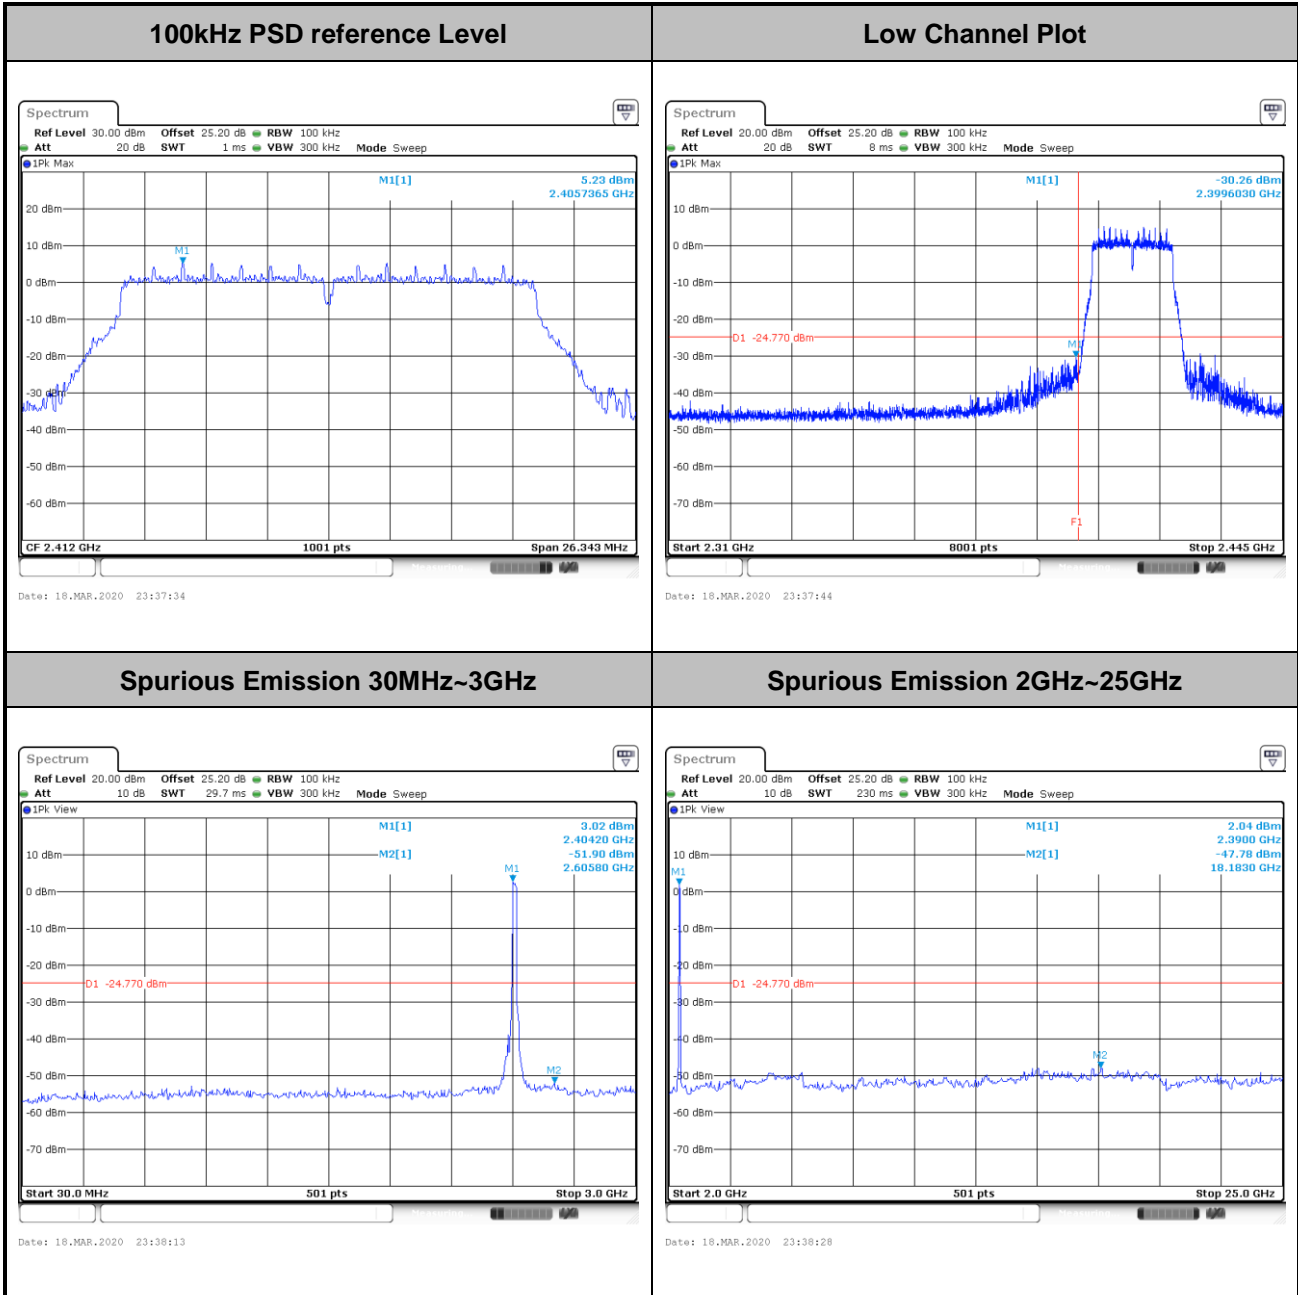 100kHz PSD reference Level
Low Channel Plot
Spectrum
Ref Level 30.00 dBm Offset 25.20 dB RBW 100 kHz
Att 20 dB SWT 1 ms VBW 300 kHz Mode Sweep
1Pk Max
M1[1] 5.23 dBm
2.4057365 GHz
20 dBm
10 dBm
M1
0 dBm
-10 dBm
-20 dBm
-30 dBm
-40 dBm
-50 dBm
-60 dBm
CF 2.412 GHz 1001 pts Span 26.343 MHz
Date: 18.MAR.2020 23:37:34
Spectrum
Ref Level 20.00 dBm Offset 25.20 dB RBW 100 kHz
Att 20 dB SWT 8 ms VBW 300 kHz Mode Sweep
1Pk Max
M1[1] -30.26 dBm
2.3996030 GHz
10 dBm
0 dBm
-10 dBm
-20 dBm
D1 -24.770 dBm
-30 dBm
-40 dBm
-50 dBm
-60 dBm
-70 dBm
F1
Start 2.31 GHz 8001 pts Stop 2.445 GHz
Date: 18.MAR.2020 23:37:44
Spurious Emission 30MHz~3GHz
Spurious Emission 2GHz~25GHz
Spectrum
Ref Level 20.00 dBm Offset 25.20 dB RBW 100 kHz
Att 10 dB SWT 29.7 ms VBW 300 kHz Mode Sweep
1Pk View
M1[1] 3.02 dBm
2.40420 GHz
10 dBm
M2[1] -51.90 dBm
2.60580 GHz
M1
0 dBm
-10 dBm
-20 dBm
D1 -24.770 dBm
-30 dBm
-40 dBm
-50 dBm
M2
-60 dBm
-70 dBm
Start 30.0 MHz 501 pts Stop 3.0 GHz
Date: 18.MAR.2020 23:38:13
Spectrum
Ref Level 20.00 dBm Offset 25.20 dB RBW 100 kHz
Att 10 dB SWT 230 ms VBW 300 kHz Mode Sweep
1Pk View
M1[1] 2.04 dBm
2.3900 GHz
10 dBm
M2[1] -47.78 dBm
18.1830 GHz
M1
0 dBm
-10 dBm
-20 dBm
D1 -24.770 dBm
-30 dBm
-40 dBm
M2
-50 dBm
-60 dBm
-70 dBm
Start 2.0 GHz 501 pts Stop 25.0 GHz
Date: 18.MAR.2020 23:38:28